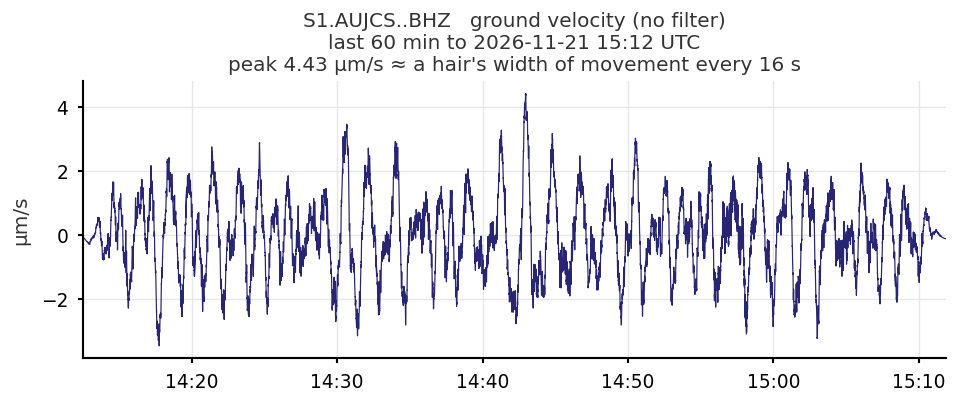 S1.AUJCS..BHZ   ground velocity (no filter)
last 60 min to 2026-11-21 15:12 UTC
peak 4.43 µm/s ≈ a hair's width of movement every 16 s
µm/s
4
2
0
−2
14:20 14:30 14:40 14:50 15:00 15:10